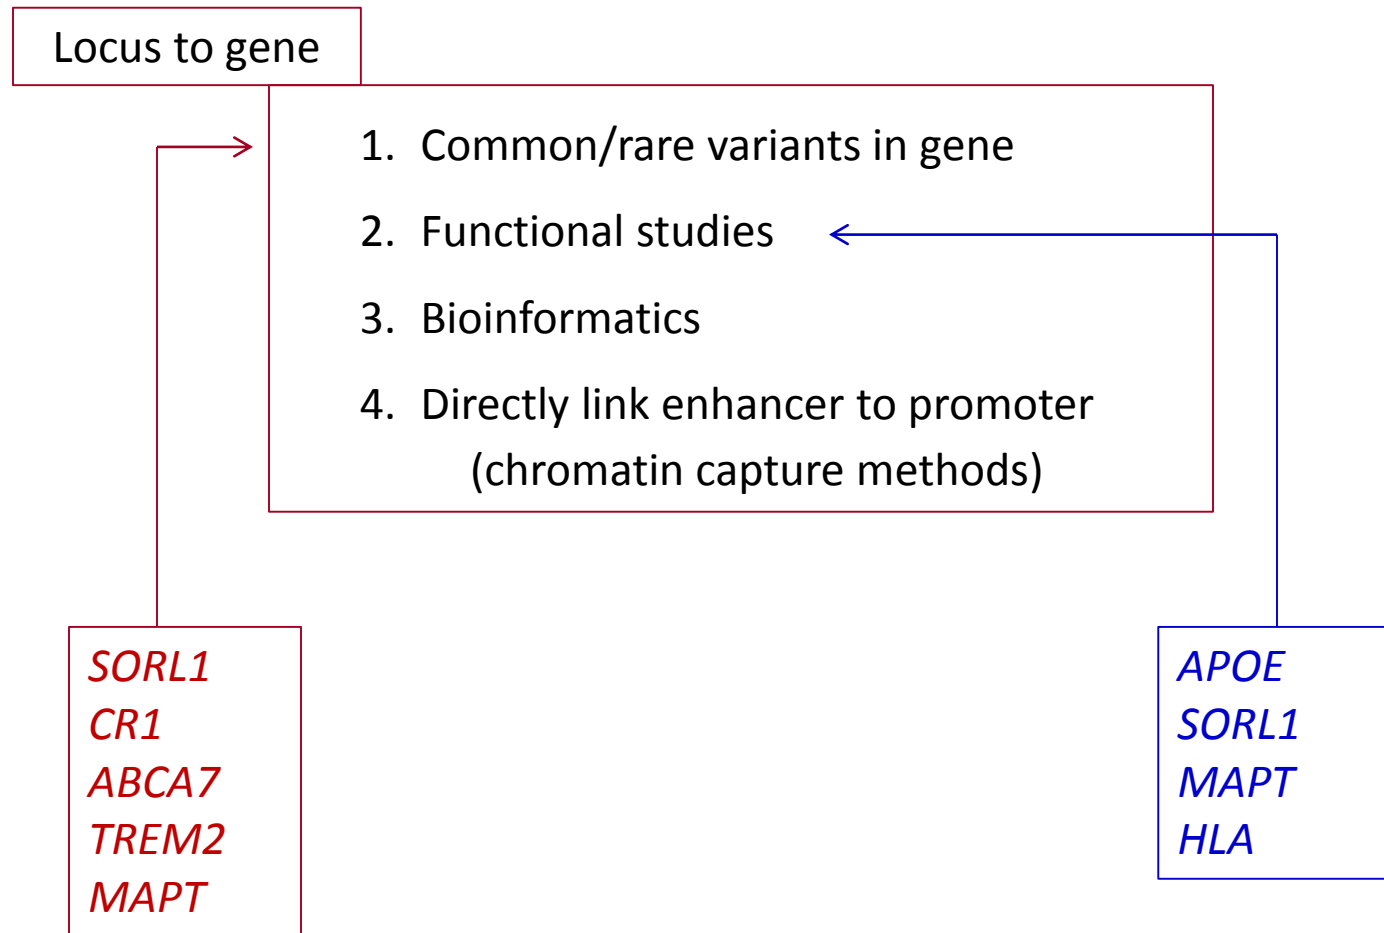 Locus to gene
1. Common/rare variants in gene
2. Functional studies
3. Bioinformatics
4. Directly link enhancer to promoter
(chromatin capture methods)
SORL1
CR1
ABCA7
TREM2
MAPT
APOE
SORL1
MAPT
HLA